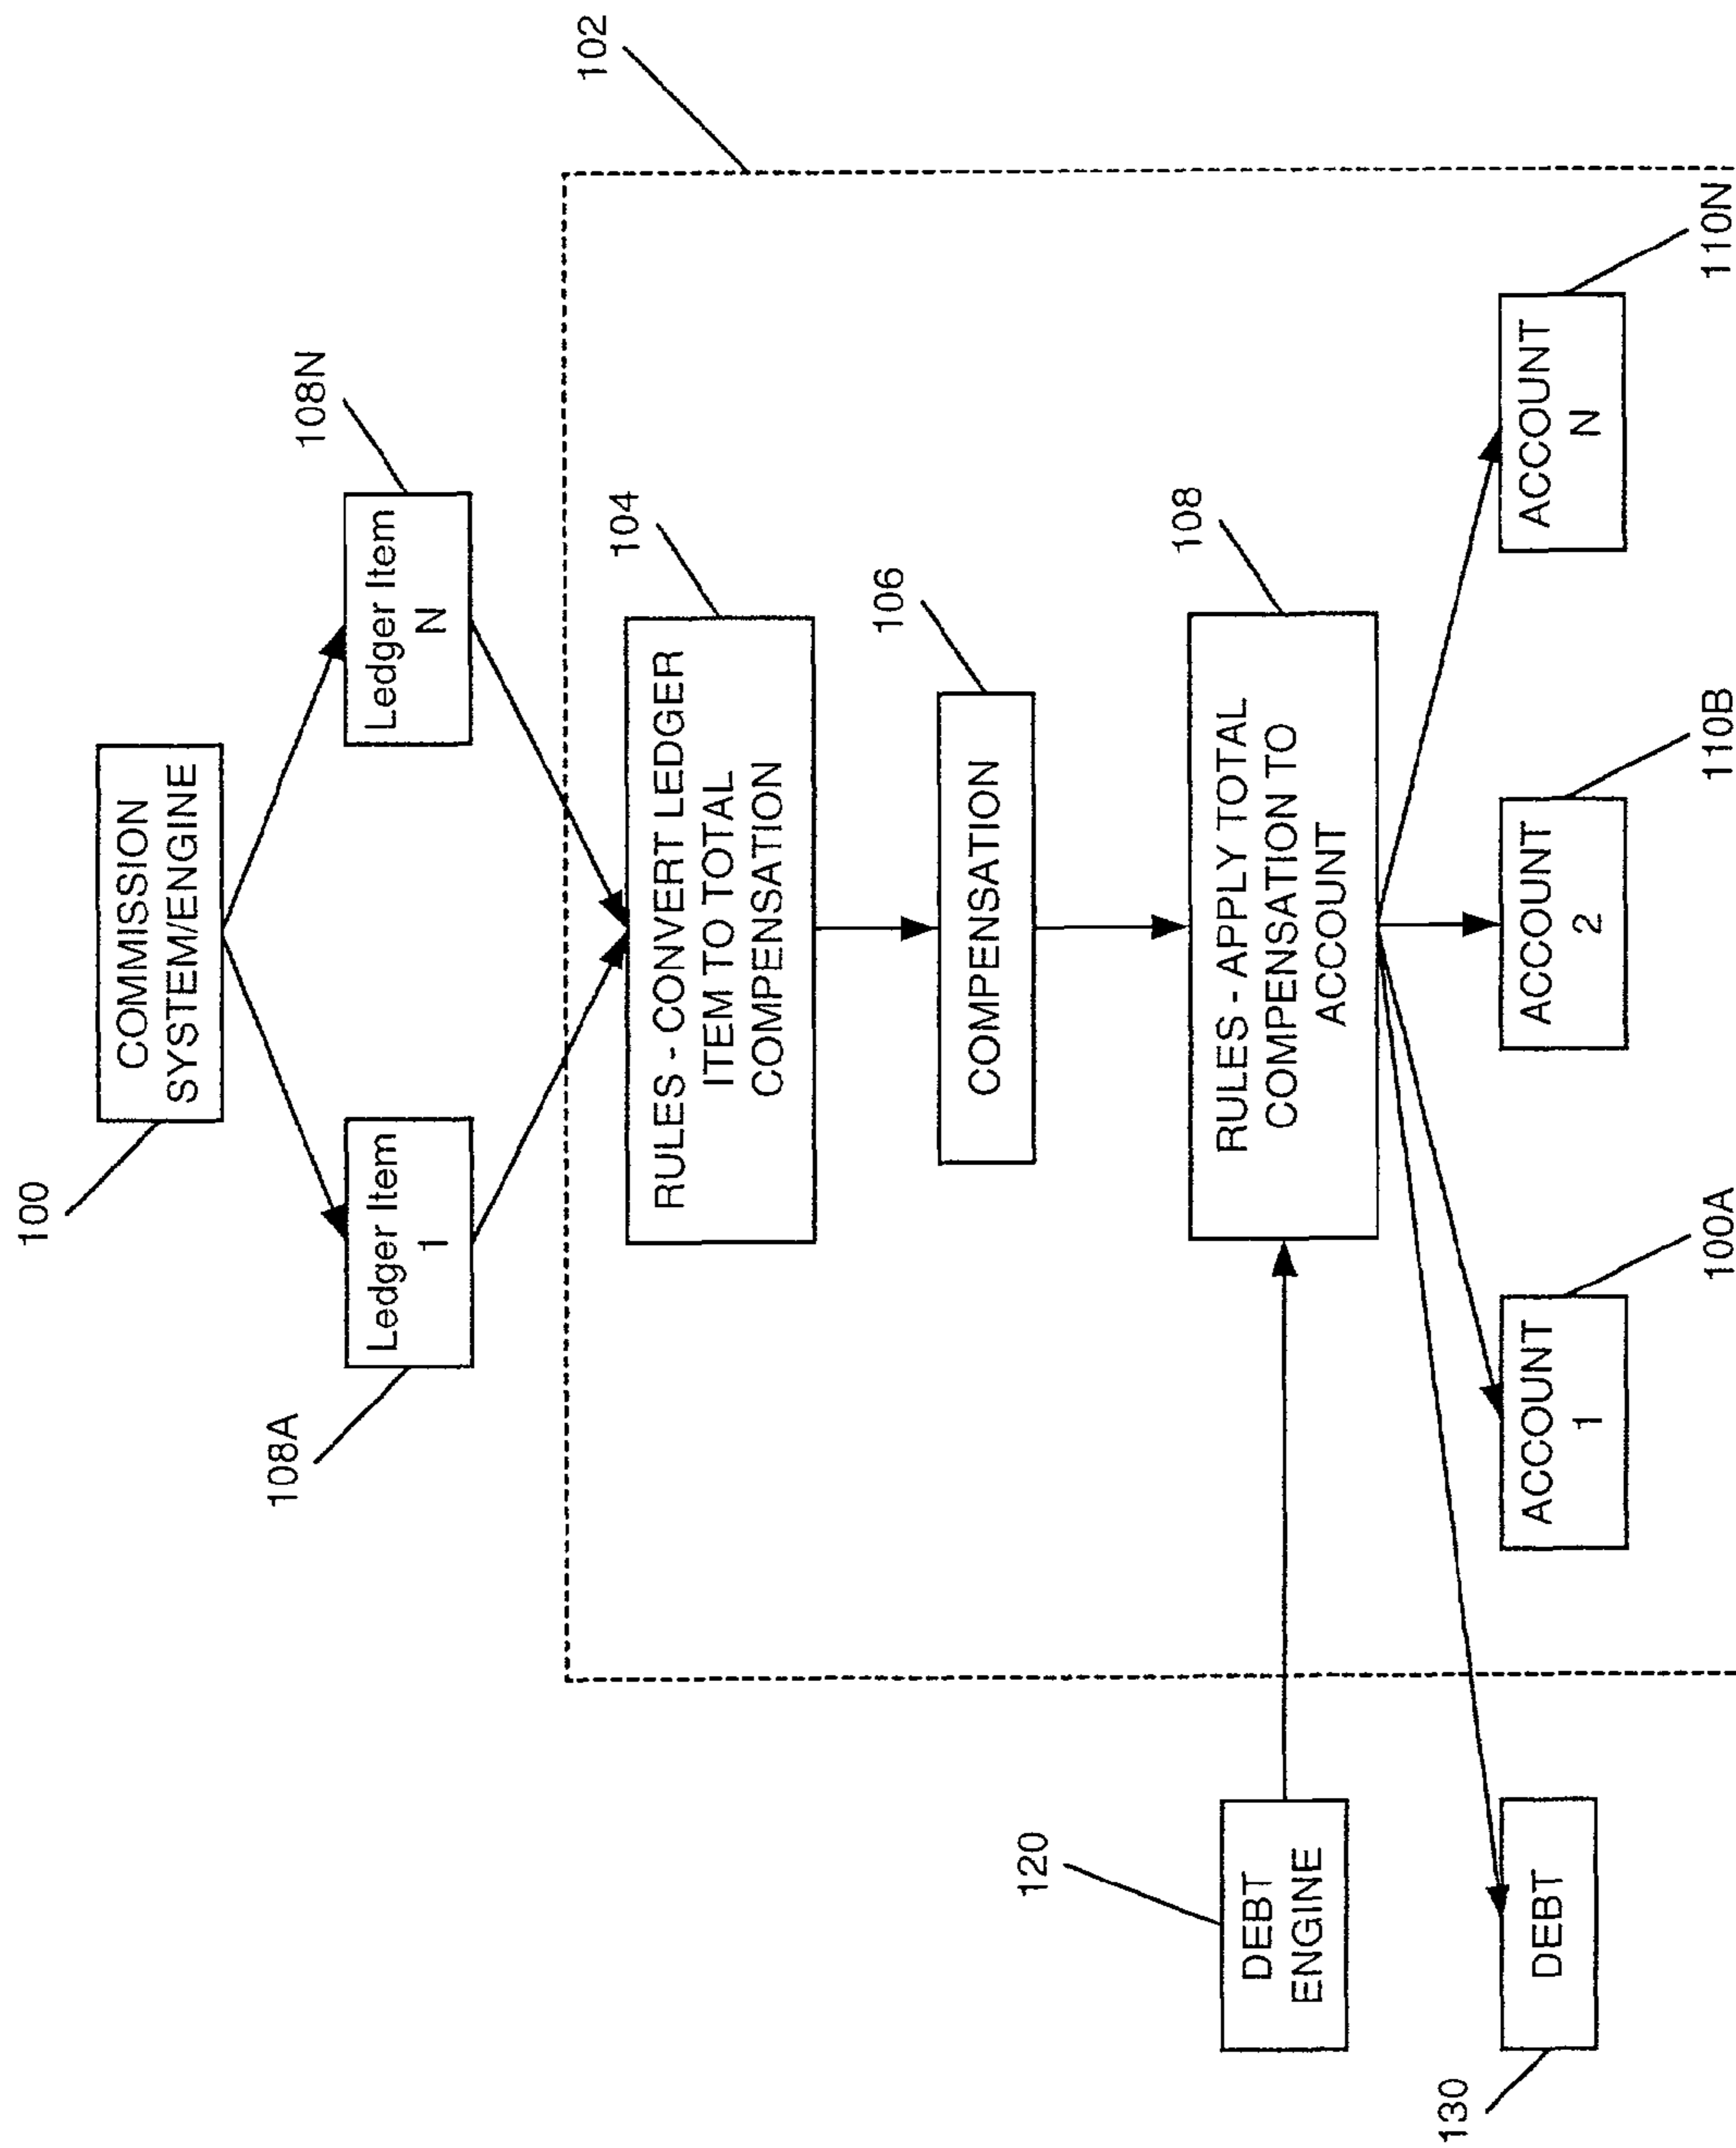 100
COMMISSION
SYSTEM/ENGINE
108A
Ledger Item
1
Ledger Item
N
108N
102
RULES - CONVERT LEDGER
ITEM TO TOTAL
COMPENSATION
104
COMPENSATION
106
120
DEBT
ENGINE
RULES - APPLY TOTAL
COMPENSATION TO
ACCOUNT
108
130
DEBT
ACCOUNT
1
100A
ACCOUNT
2
110B
ACCOUNT
N
110N